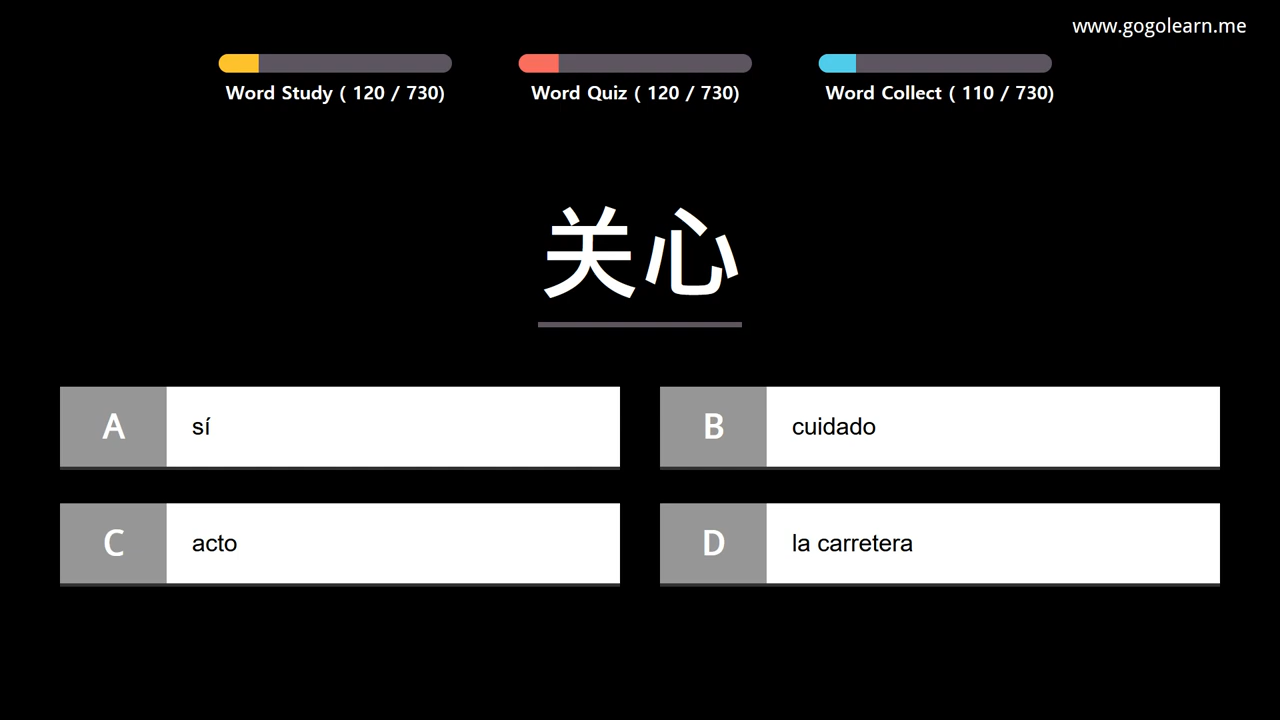 www.gogolearn.me
Word Study ( 120 / 730)
Word Quiz ( 120 / 730)
Word Collect ( 110 / 730)
关心
A sí
B cuidado
C acto
D la carretera